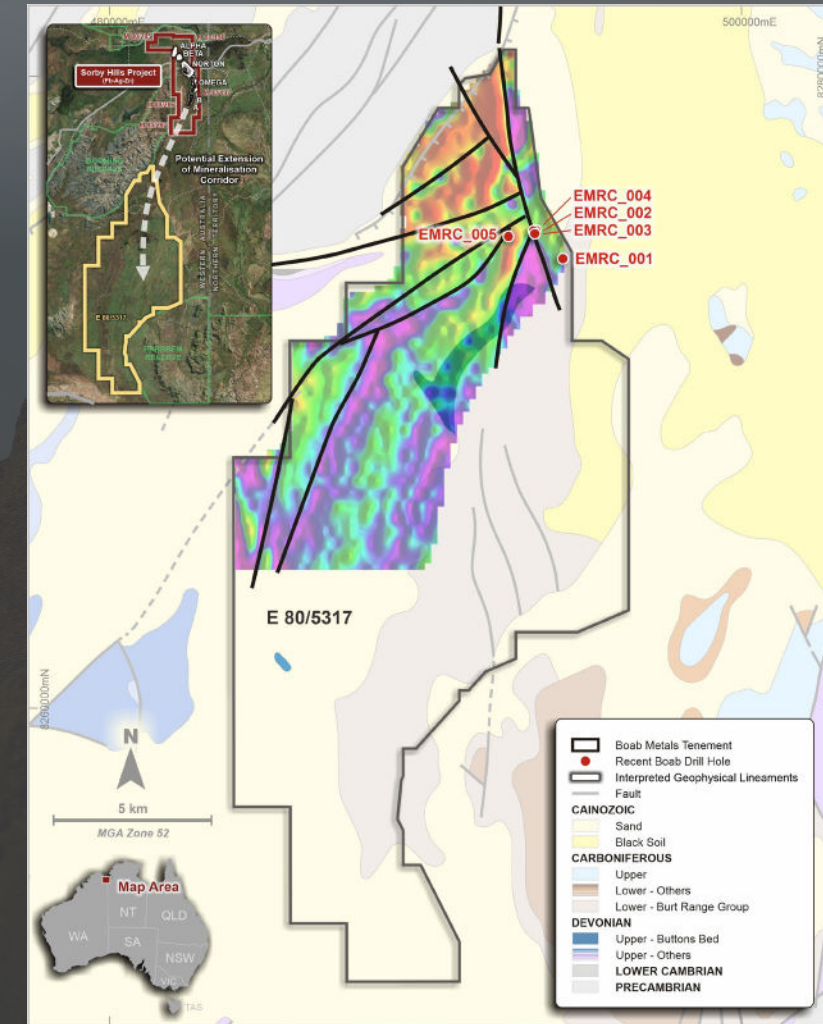 480000mE
500000mE
8280000mN
ALPHA
BETA
NORTON
OMEGA
Sorby Hills Project
(Pb-Ag-Zn)
Potential Extension
of Mineralisation
Corridor
WESTERN AUSTRALIA
NORTHERN TERRITORY
E 80/5317
RESERVE
EMRC_004
EMRC_002
EMRC_003
EMRC_005
EMRC_001
E 80/5317
8260000mN
N
5 km
MGA Zone 52
Map Area
NT
QLD
WA
SA
NSW
VIC
TAS
Boab Metals Tenement
Recent Boab Drill Hole
Interpreted Geophysical Lineaments
Fault
CAINOZOIC
Sand
Black Soil
CARBONIFEROUS
Upper
Lower - Others
Lower - Burt Range Group
DEVONIAN
Upper - Buttons Bed
Upper - Others
LOWER CAMBRIAN
PRECAMBRIAN